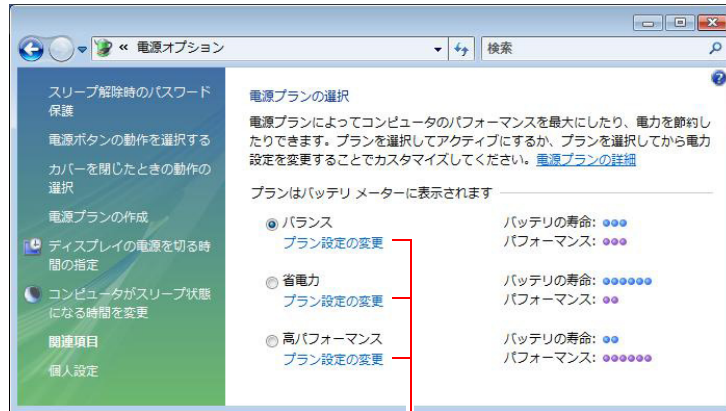 « 電源オプション
検索
スリープ解除時のパスワード
保護
電源ボタンの動作を選択する
カバーを閉じたときの動作の
選択
電源プランの作成
ディスプレイの電源を切る時
間の指定
コンピュータがスリープ状態
になる時間を変更
関連項目
個人設定
電源プランの選択
電源プランによってコンピュータのパフォーマンスを最大にしたり、電力を節約し
たりできます。プランを選択してアクティブにするか、プランを選択してから電力
設定を変更することでカスタマイズしてください。電源プランの詳細
プランはバッテリ メーターに表示されます
バランス
プラン設定の変更
バッテリの寿命:
パフォーマンス:
省電力
プラン設定の変更
バッテリの寿命:
パフォーマンス:
高パフォーマンス
プラン設定の変更
バッテリの寿命:
パフォーマンス: